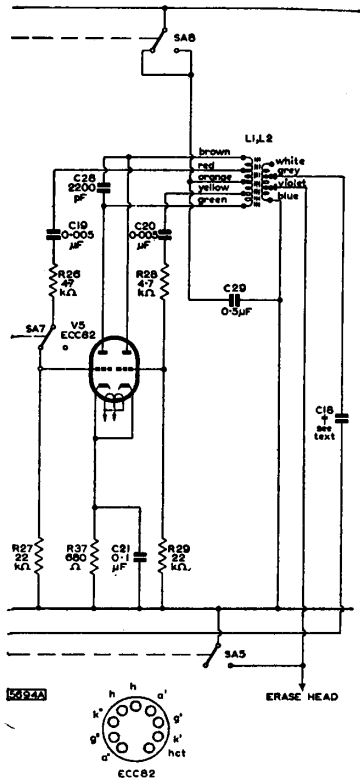 SA8
L1,L2
brown
red
orange
yellow
green
white
grey
violet
blue
C28
2200
pF
C19
0·005
μF
C20
0·005
μF
R26
47
kΩ
R28
4·7
kΩ
C29
0·5μF
SA7
V5
ECC82
C18
†
see
text
R27
22
kΩ
R37
680
Ω
C21
0·1
μF
R29
22
kΩ
SA5
5694A
ERASE HEAD
h
h
a'
g'
k'
hct
a"
g"
k"
ECC82